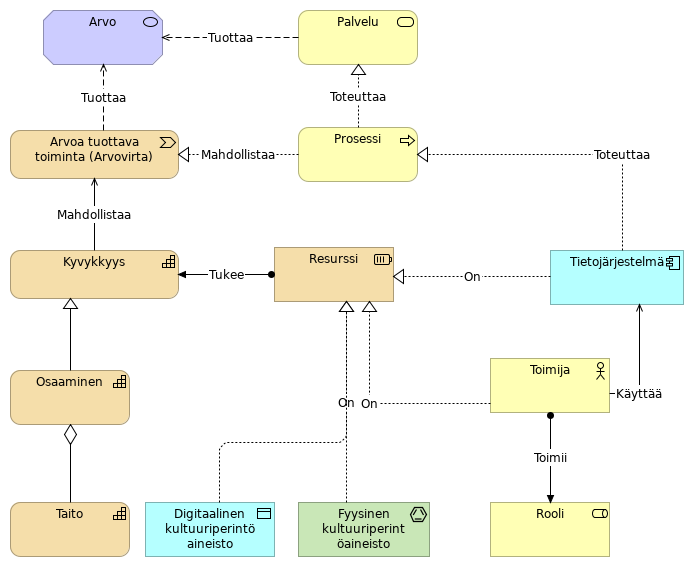 Arvo
Tuottaa
Palvelu
Tuottaa
Toteuttaa
Arvoa tuottava
toiminta (Arvovirta)
Mahdollistaa
Prosessi
Toteuttaa
Mahdollistaa
Kyvykkyys
Tukee
Resurssi
On
Tietojärjestelmä
Osaaminen
On
On
Toimija
Käyttää
Toimii
Taito
Digitaalinen
kultuuriperintö
aineisto
Fyysinen
kultuuriperint
öaineisto
Rooli